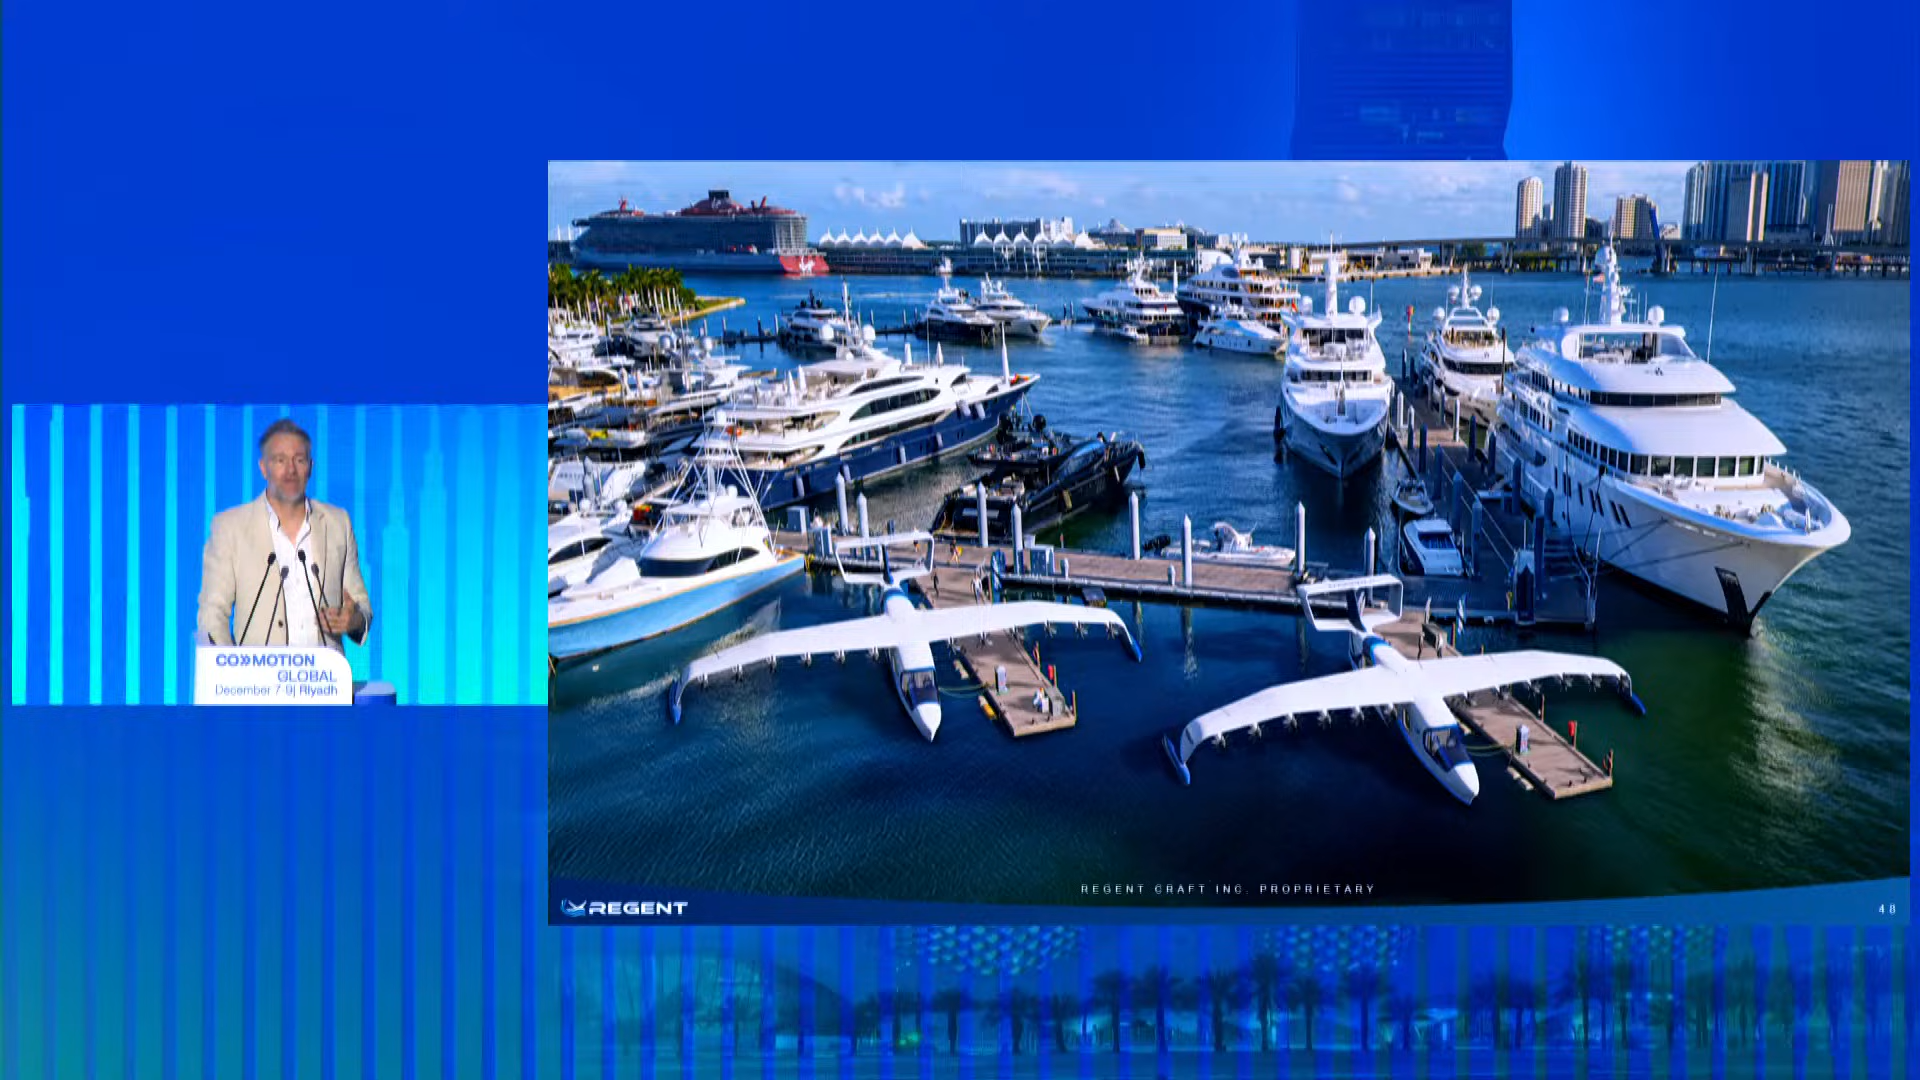 CO»MOTION
GLOBAL
December 7-9| Riyadh
REGENT CRAFT INC. PROPRIETARY
REGENT
48